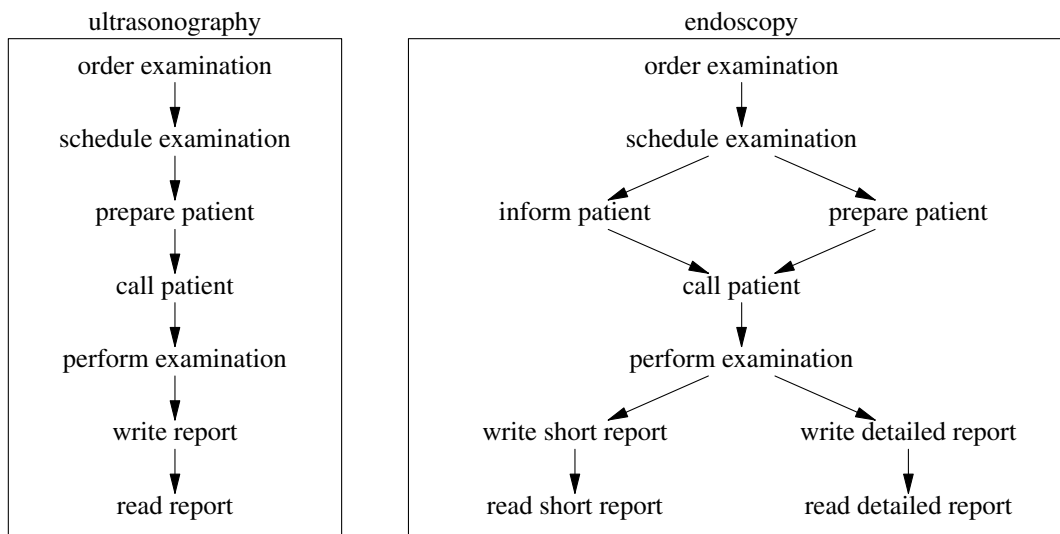 ultrasonography
order examination
schedule examination
prepare patient
call patient
perform examination
write report
read report
endoscopy
order examination
schedule examination
inform patient
prepare patient
call patient
perform examination
write short report
write detailed report
read short report
read detailed report